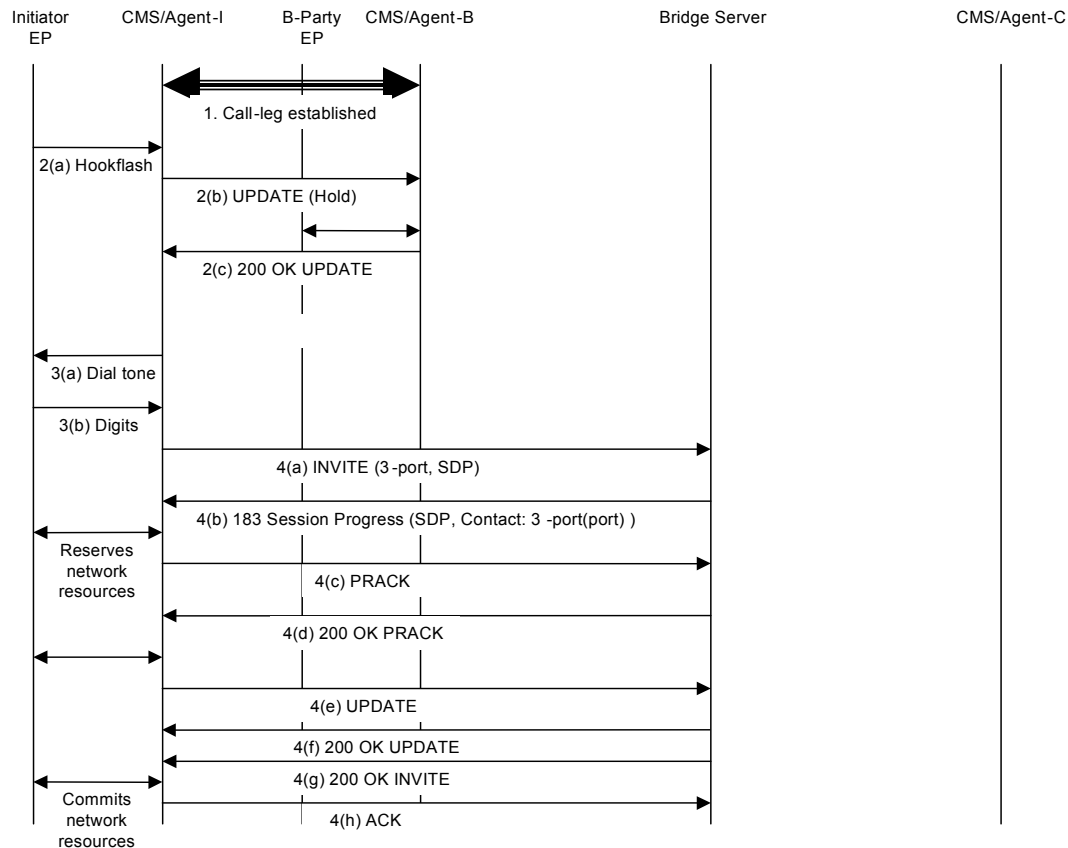 Initiator
EP
CMS/Agent-I
B-Party
EP
CMS/Agent-B
Bridge Server
CMS/Agent-C
1. Call-leg established
2(a) Hookflash
2(b) UPDATE (Hold)
2(c) 200 OK UPDATE
3(a) Dial tone
3(b) Digits
4(a) INVITE (3-port, SDP)
4(b) 183 Session Progress (SDP, Contact: 3 -port(port) )
Reserves
network
resources
4(c) PRACK
4(d) 200 OK PRACK
4(e) UPDATE
4(f) 200 OK UPDATE
4(g) 200 OK INVITE
Commits
network
resources
4(h) ACK